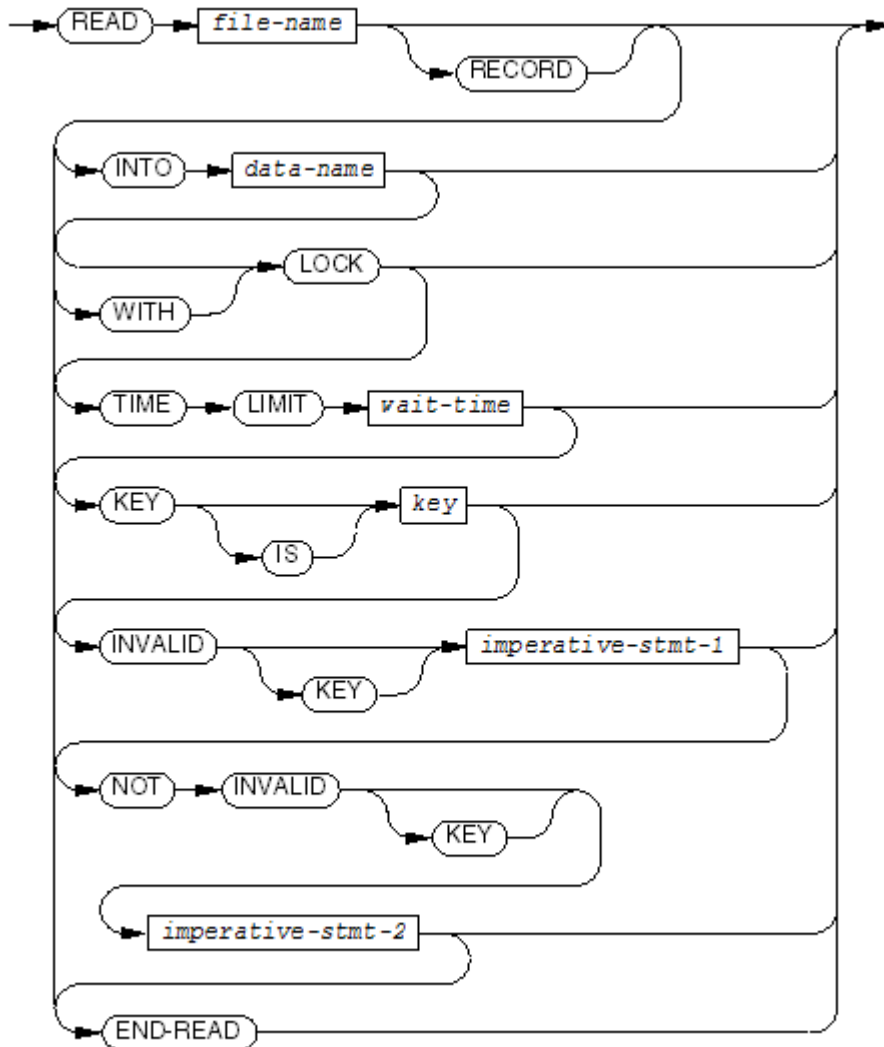 READ file-name
RECORD
INTO data-name
LOCK
WITH
TIME LIMIT wait-time
KEY key
IS
INVALID imperative-stmt-1
KEY
NOT INVALID
KEY
imperative-stmt-2
END-READ